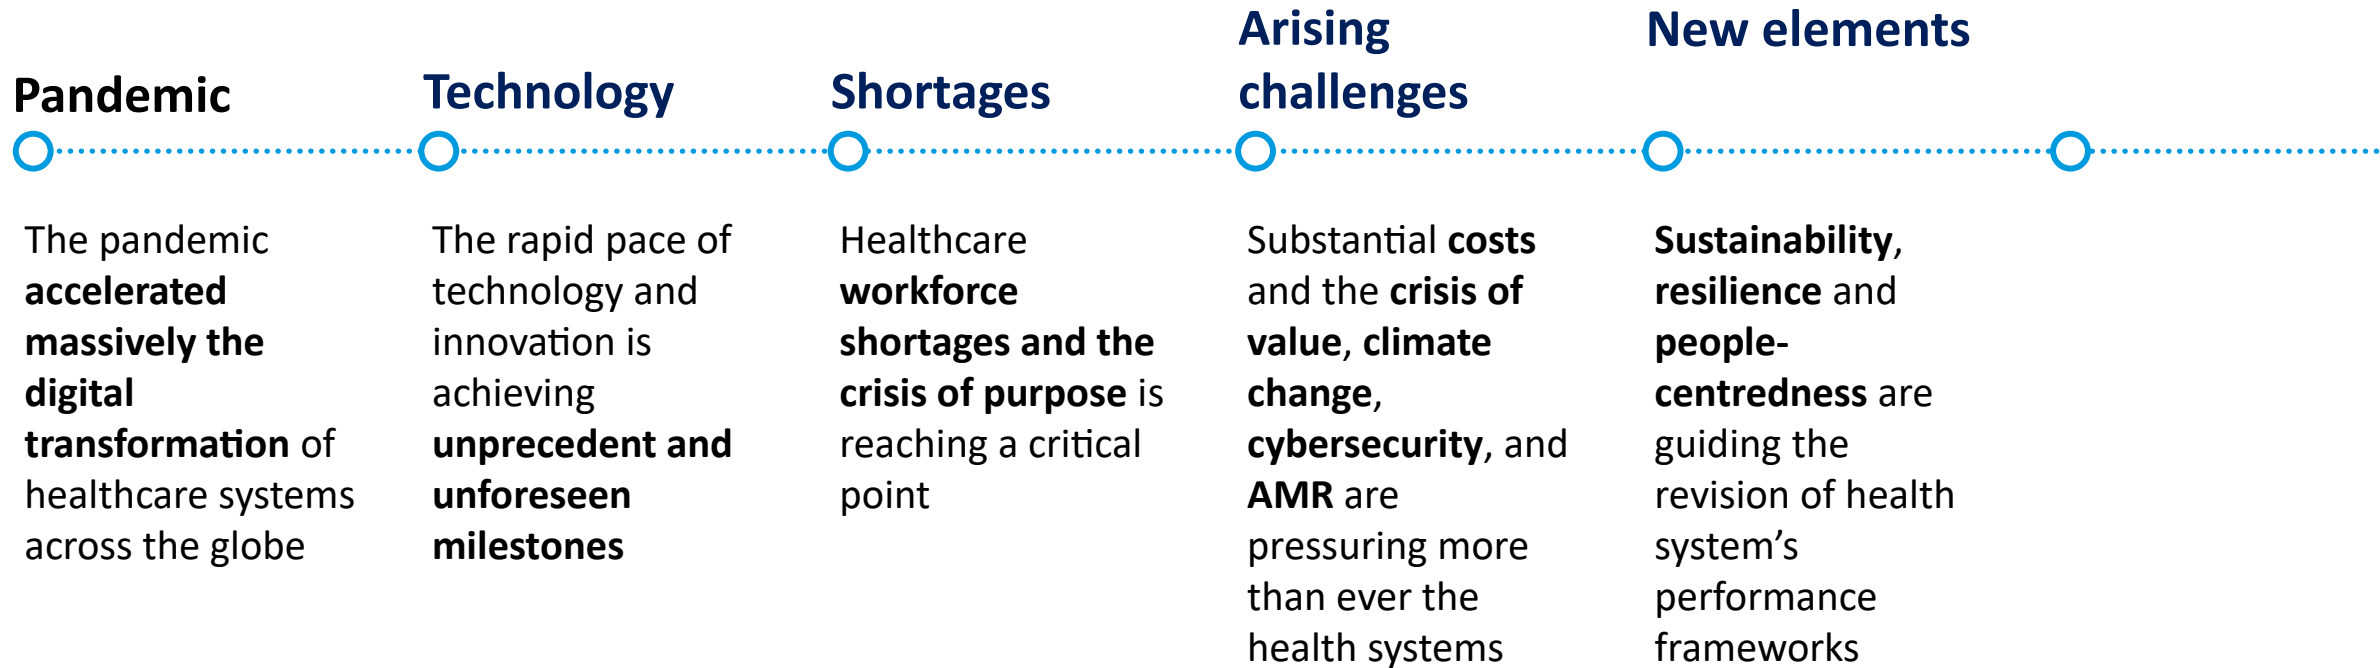 Pandemic
The pandemic
accelerated
massively the
digital
transformation of
healthcare systems
across the globe
Technology
The rapid pace of
technology and
innovation is
achieving
unprecedent and
unforeseen
milestones
Shortages
Healthcare
workforce
shortages and the
crisis of purpose is
reaching a critical
point
Arising
challenges
Substantial costs
and the crisis of
value, climate
change,
cybersecurity, and
AMR are
pressuring more
than ever the
health systems
New elements
Sustainability,
resilience and
people-
centredness are
guiding the
revision of health
system’s
performance
frameworks